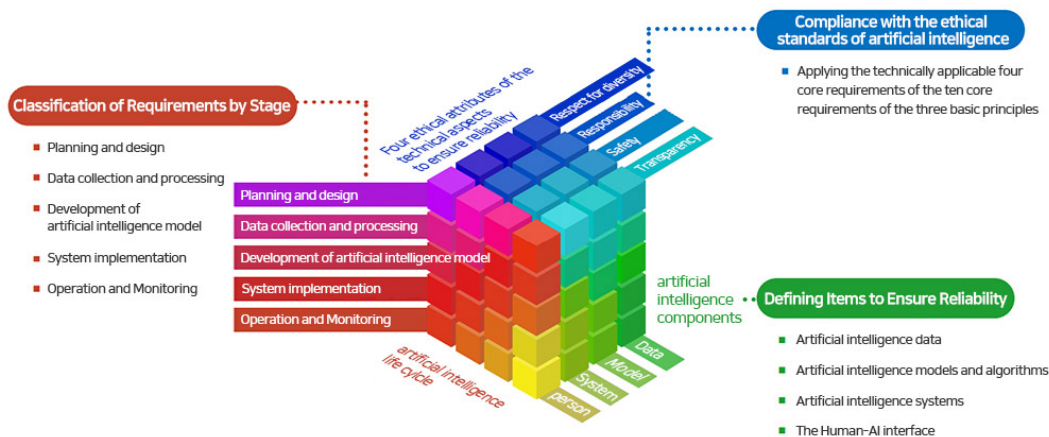 Compliance with the ethical
standards of artificial intelligence
Applying the technically applicable four
core requirements of the ten core
requirements of the three basic principles
Classification of Requirements by Stage
Planning and design
Data collection and processing
Development of
artificial intelligence model
System implementation
Operation and Monitoring
Four ethical attributes of the
technical aspects
to ensure reliability
Respect for diversity
Responsibility
Safety
Transparency
Planning and design
Data collection and processing
Development of artificial intelligence model
System implementation
Operation and Monitoring
artificial intelligence
life cylcle
artificial
intelligence
components
Data
Model
System
person
Defining Items to Ensure Reliability
Artificial intelligence data
Artificial intelligence models and algorithms
Artificial intelligence systems
The Human-AI interface